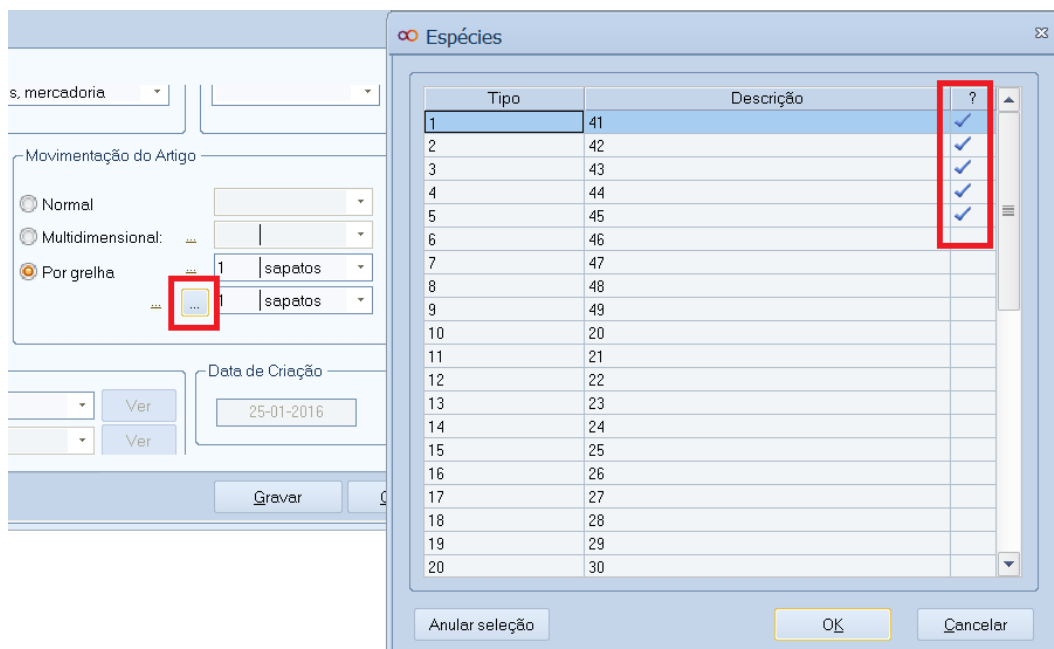 Espécies
s, mercadoria
Movimentação do Artigo
Normal
Multidimensional: ...
Por grelha ... 1 sapatos
... ... 1 sapatos
Data de Criação
Ver 25-01-2016
Ver
Gravar
Tipo Descrição ?
1 41
2 42
3 43
4 44
5 45
6 46
7 47
8 48
9 49
10 20
11 21
12 22
13 23
14 24
15 25
16 26
17 27
18 28
19 29
20 30
Anular seleção OK Cancelar